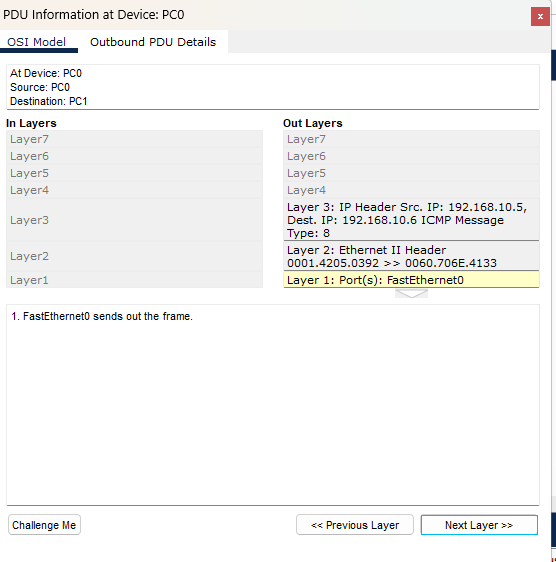 PDU Information at Device: PC0
x
OSI Model
Outbound PDU Details
At Device: PC0
Source: PC0
Destination: PC1
In Layers
Out Layers
Layer7
Layer7
Layer6
Layer6
Layer5
Layer5
Layer4
Layer4
Layer3
Layer 3: IP Header Src. IP: 192.168.10.5,
Dest. IP: 192.168.10.6 ICMP Message
Type: 8
Layer2
Layer 2: Ethernet II Header
0001.4205.0392 >> 0060.706E.4133
Layer1
Layer 1: Port(s): FastEthernet0
1. FastEthernet0 sends out the frame.
Challenge Me
<< Previous Layer
Next Layer >>